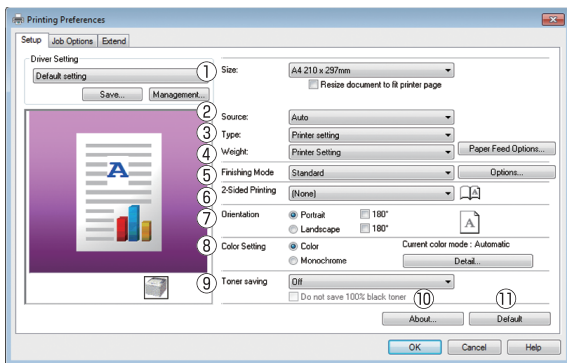 Printing Preferences
Setup Job Options Extend
Driver Setting
Default setting
Save... Management...
A
① Size: A4 210 x 297mm
Resize document to fit printer page
② Source: Auto
③ Type: Printer setting
④ Weight: Printer Setting Paper Feed Options...
⑤ Finishing Mode Standard Options...
⑥ 2-Sided Printing (None) A
⑦ Orientation Portrait 180° A
Landscape 180°
⑧ Color Setting Color Current color mode : Automatic
Monochrome Detail...
⑨ Toner saving Off
Do not save 100% black toner
⑩ ⑪
About... Default
OK Cancel Help